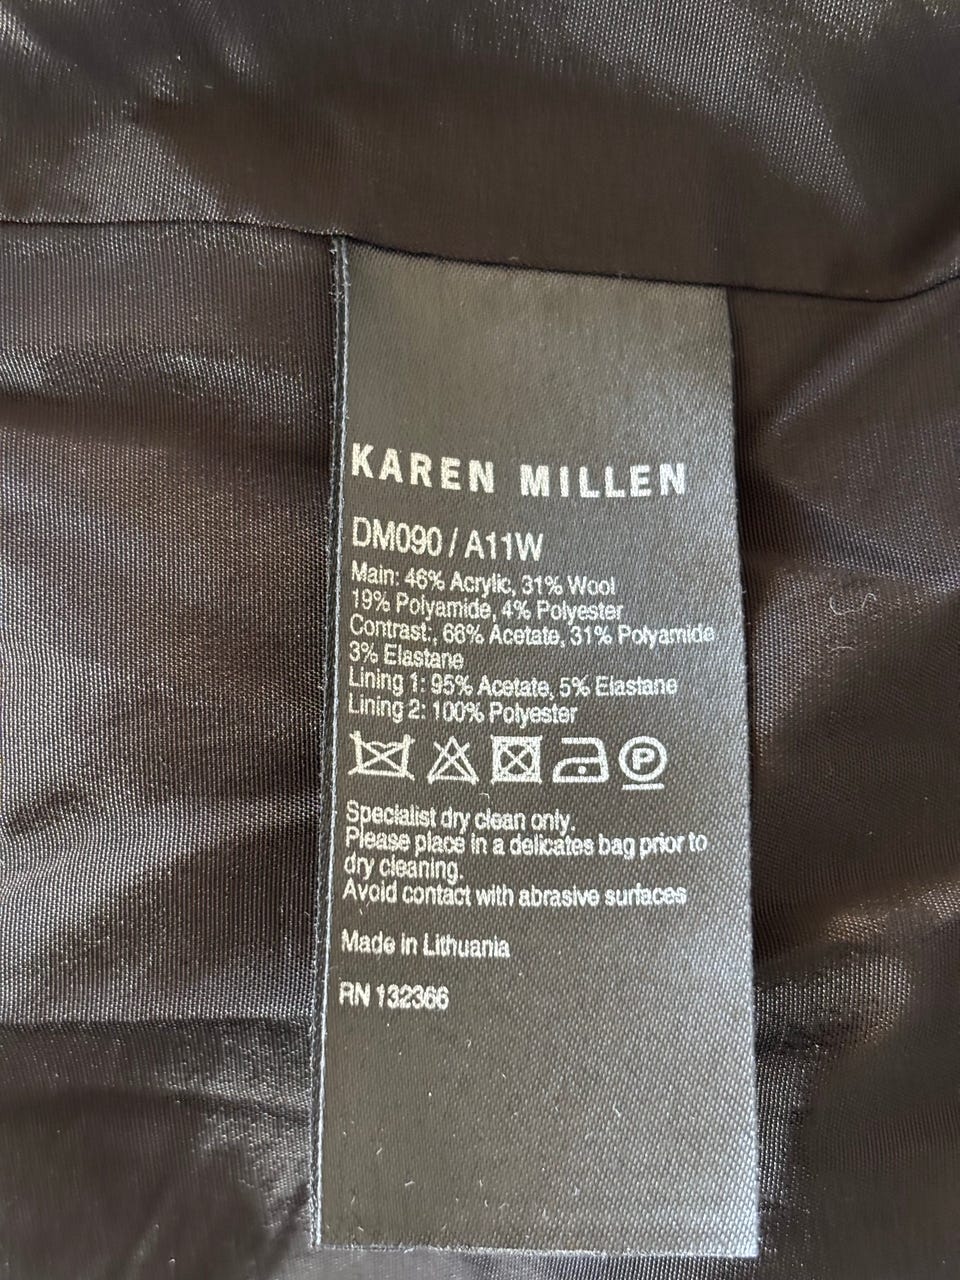 KAREN MILLEN
DM090 / A11W
Main: 46% Acrylic, 31% Wool
19% Polyamide, 4% Polyester
Contrast:, 66% Acetate, 31% Polyamide
3% Elastane
Lining 1: 95% Acetate, 5% Elastane
Lining 2: 100% Polyester
P
Specialist dry clean only.
Please place in a delicates bag prior to
dry cleaning.
Avoid contact with abrasive surfaces
Made in Lithuania
RN 132366